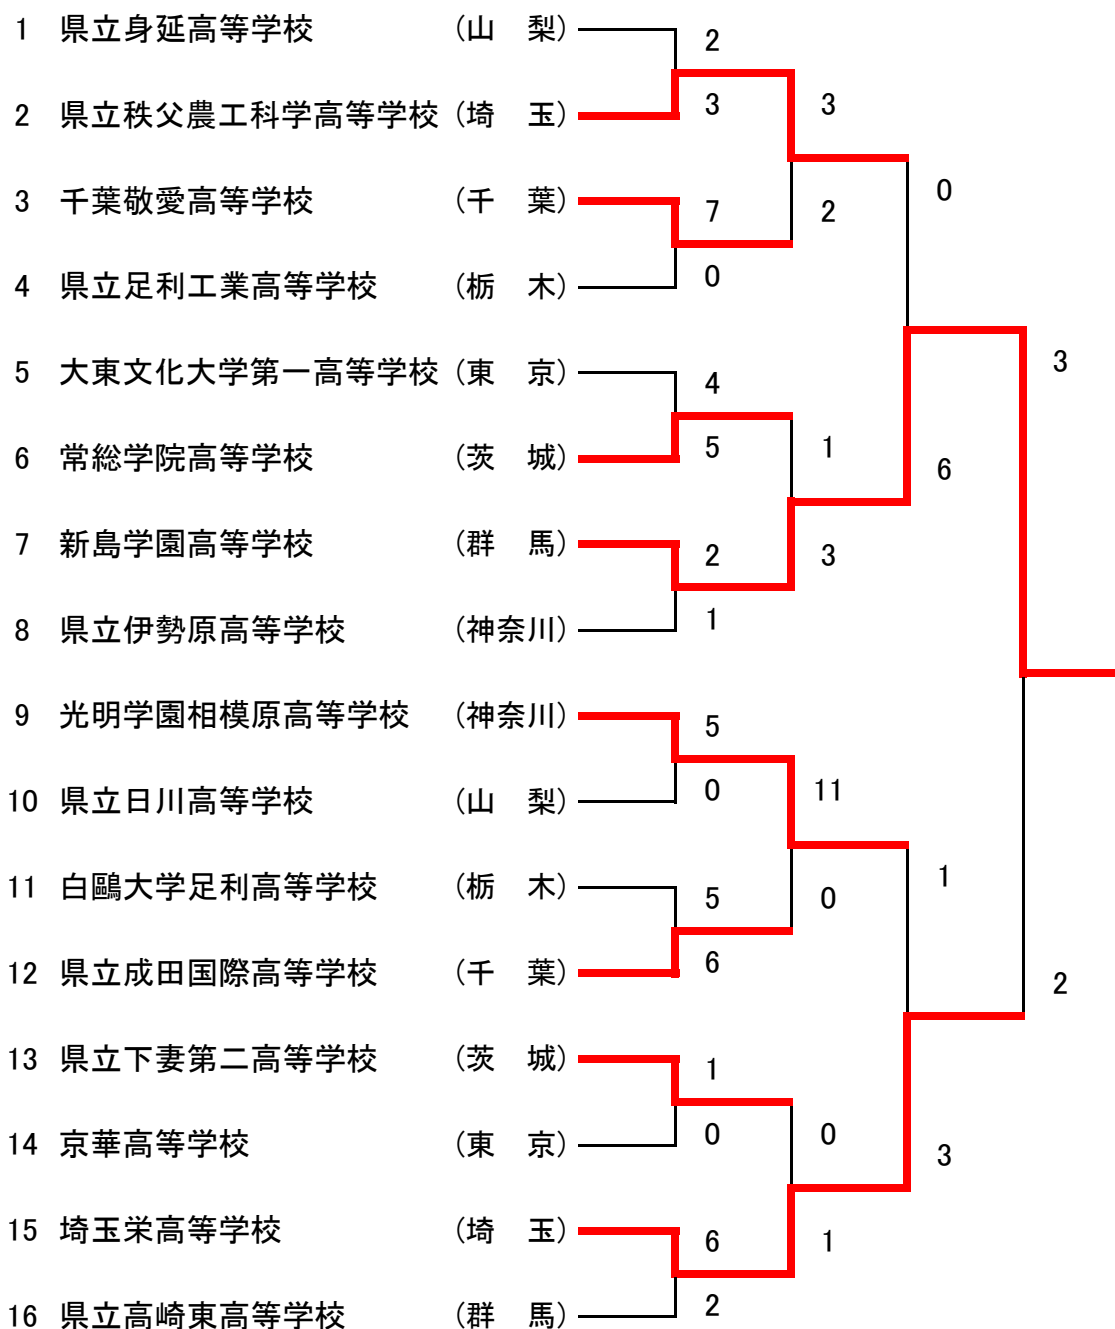 1 県立身延高等学校 (山 梨) 2
2 県立秩父農工科学高等学校 (埼 玉) 3 3
3 千葉敬愛高等学校 (千 葉) 7 2 0
4 県立足利工業高等学校 (栃 木) 0
5 大東文化大学第一高等学校 (東 京) 4 3
6 常総学院高等学校 (茨 城) 5 1 6
7 新島学園高等学校 (群 馬) 2 3
8 県立伊勢原高等学校 (神奈川) 1
9 光明学園相模原高等学校 (神奈川) 5
10 県立日川高等学校 (山 梨) 0 11
11 白鷗大学足利高等学校 (栃 木) 5 0 1
12 県立成田国際高等学校 (千 葉) 6 2
13 県立下妻第二高等学校 (茨 城) 1
14 京華高等学校 (東 京) 0 0 3
15 埼玉栄高等学校 (埼 玉) 6 1
16 県立高崎東高等学校 (群 馬) 2